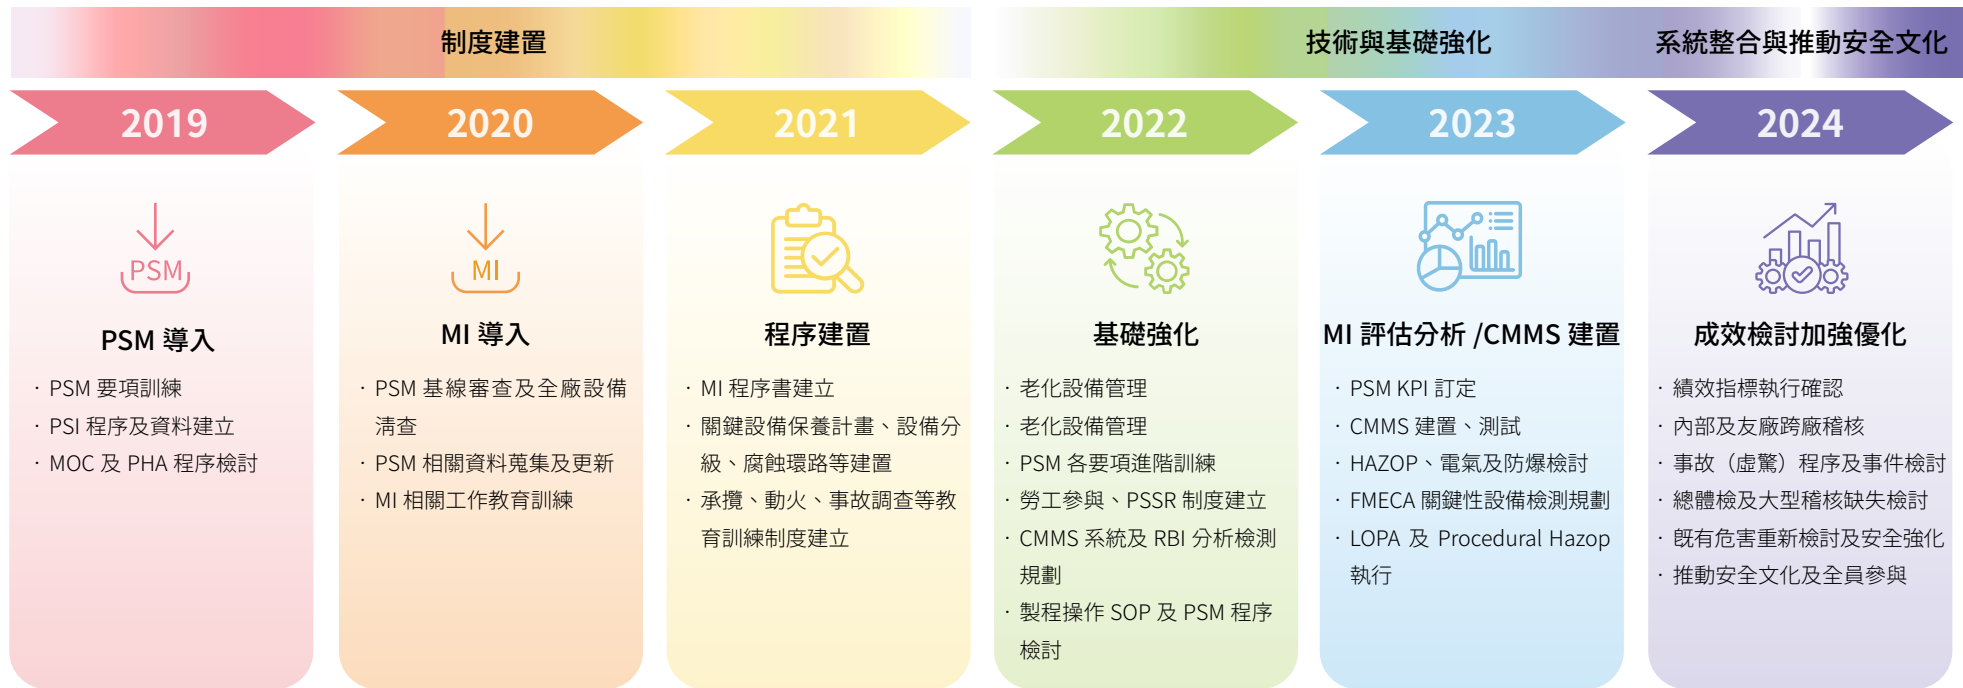 制度建置
技術與基礎強化
系統整合與推動安全文化
2019
2020
2021
2022
2023
2024
PSM
MI
PSM 導入
· PSM 要項訓練
· PSI 程序及資料建立
· MOC 及 PHA 程序檢討
MI 導入
· PSM 基線審查及全廠設備
清查
· PSM 相關資料蒐集及更新
· MI 相關工作教育訓練
程序建置
· MI 程序書建立
· 關鍵設備保養計畫、設備分
級、腐蝕環路等建置
· 承攬、動火、事故調查等教
育訓練制度建立
基礎強化
· 老化設備管理
· 老化設備管理
· PSM 各要項進階訓練
· 勞工參與、PSSR 制度建立
· CMMS 系統及 RBI 分析檢測
規劃
· 製程操作 SOP 及 PSM 程序
檢討
MI 評估分析 /CMMS 建置
· PSM KPI 訂定
· CMMS 建置、測試
· HAZOP、電氣及防爆檢討
· FMECA 關鍵性設備檢測規劃
· LOPA 及 Procedural Hazop
執行
成效檢討加強優化
· 績效指標執行確認
· 內部及友廠跨廠稽核
· 事故（虛驚）程序及事件檢討
· 總體檢及大型稽核缺失檢討
· 既有危害重新檢討及安全強化
· 推動安全文化及全員參與